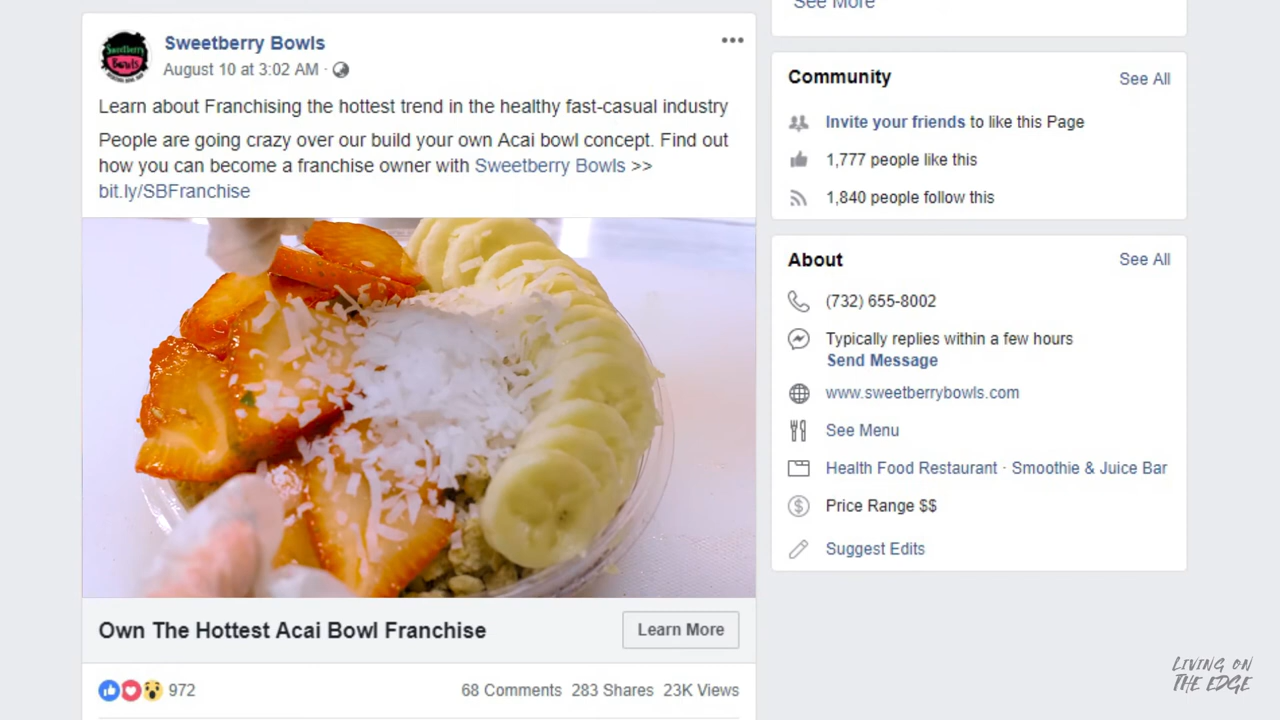 See More
Sweetberry Bowls
August 10 at 3:02 AM ·
Learn about Franchising the hottest trend in the healthy fast-casual industry
People are going crazy over our build your own Acai bowl concept. Find out
how you can become a franchise owner with Sweetberry Bowls >>
bit.ly/SBFranchise
Own The Hottest Acai Bowl Franchise
Learn More
972
68 Comments 283 Shares 23K Views
Community
See All
Invite your friends to like this Page
1,777 people like this
1,840 people follow this
About
See All
(732) 655-8002
Typically replies within a few hours
Send Message
www.sweetberrybowls.com
See Menu
Health Food Restaurant · Smoothie & Juice Bar
Price Range $$
Suggest Edits
LIVING ON
THE EDGE